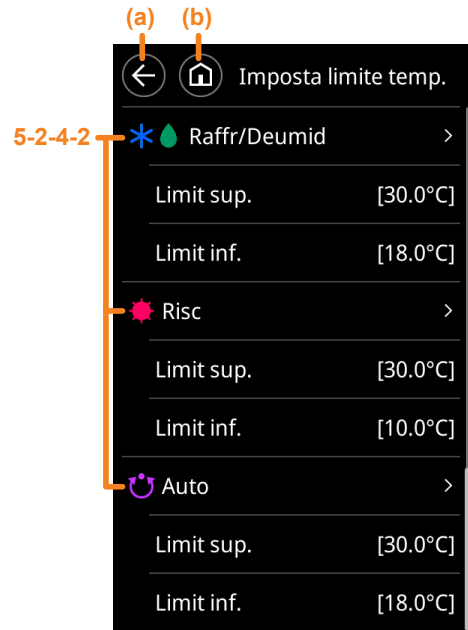 (a) (b)
Imposta limite temp.
5-2-4-2
Raffr/Deumid
Limit sup. [30.0°C]
Limit inf. [18.0°C]
Risc
Limit sup. [30.0°C]
Limit inf. [10.0°C]
Auto
Limit sup. [30.0°C]
Limit inf. [18.0°C]